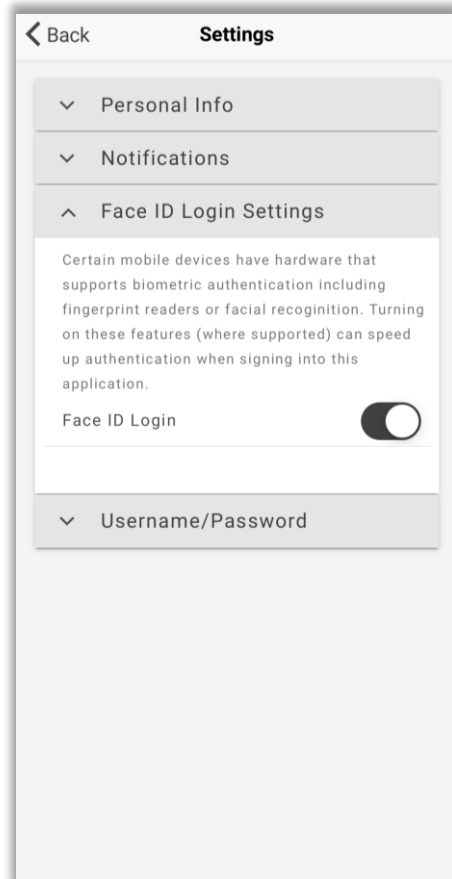 Back
Settings
Personal Info
Notifications
Face ID Login Settings
Certain mobile devices have hardware that
supports biometric authentication including
fingerprint readers or facial recoginition. Turning
on these features (where supported) can speed
up authentication when signing into this
application.
Face ID Login
Username/Password